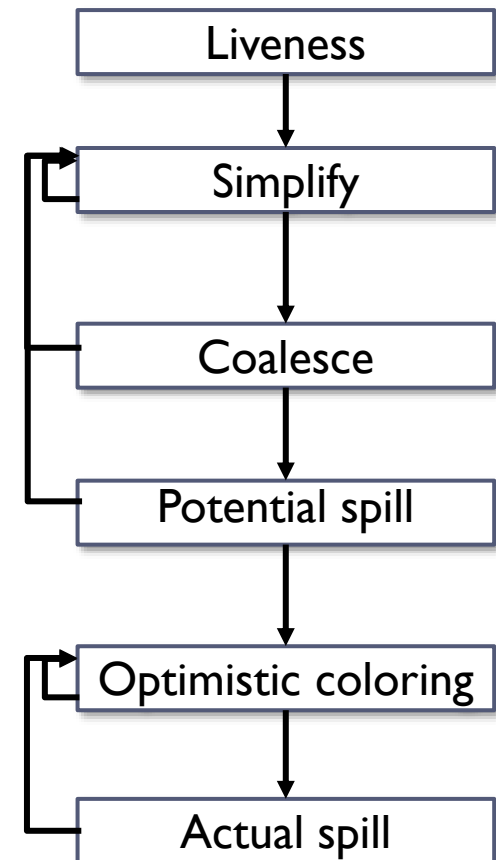 Liveness
Simplify
Coalesce
Potential spill
Optimistic coloring
Actual spill